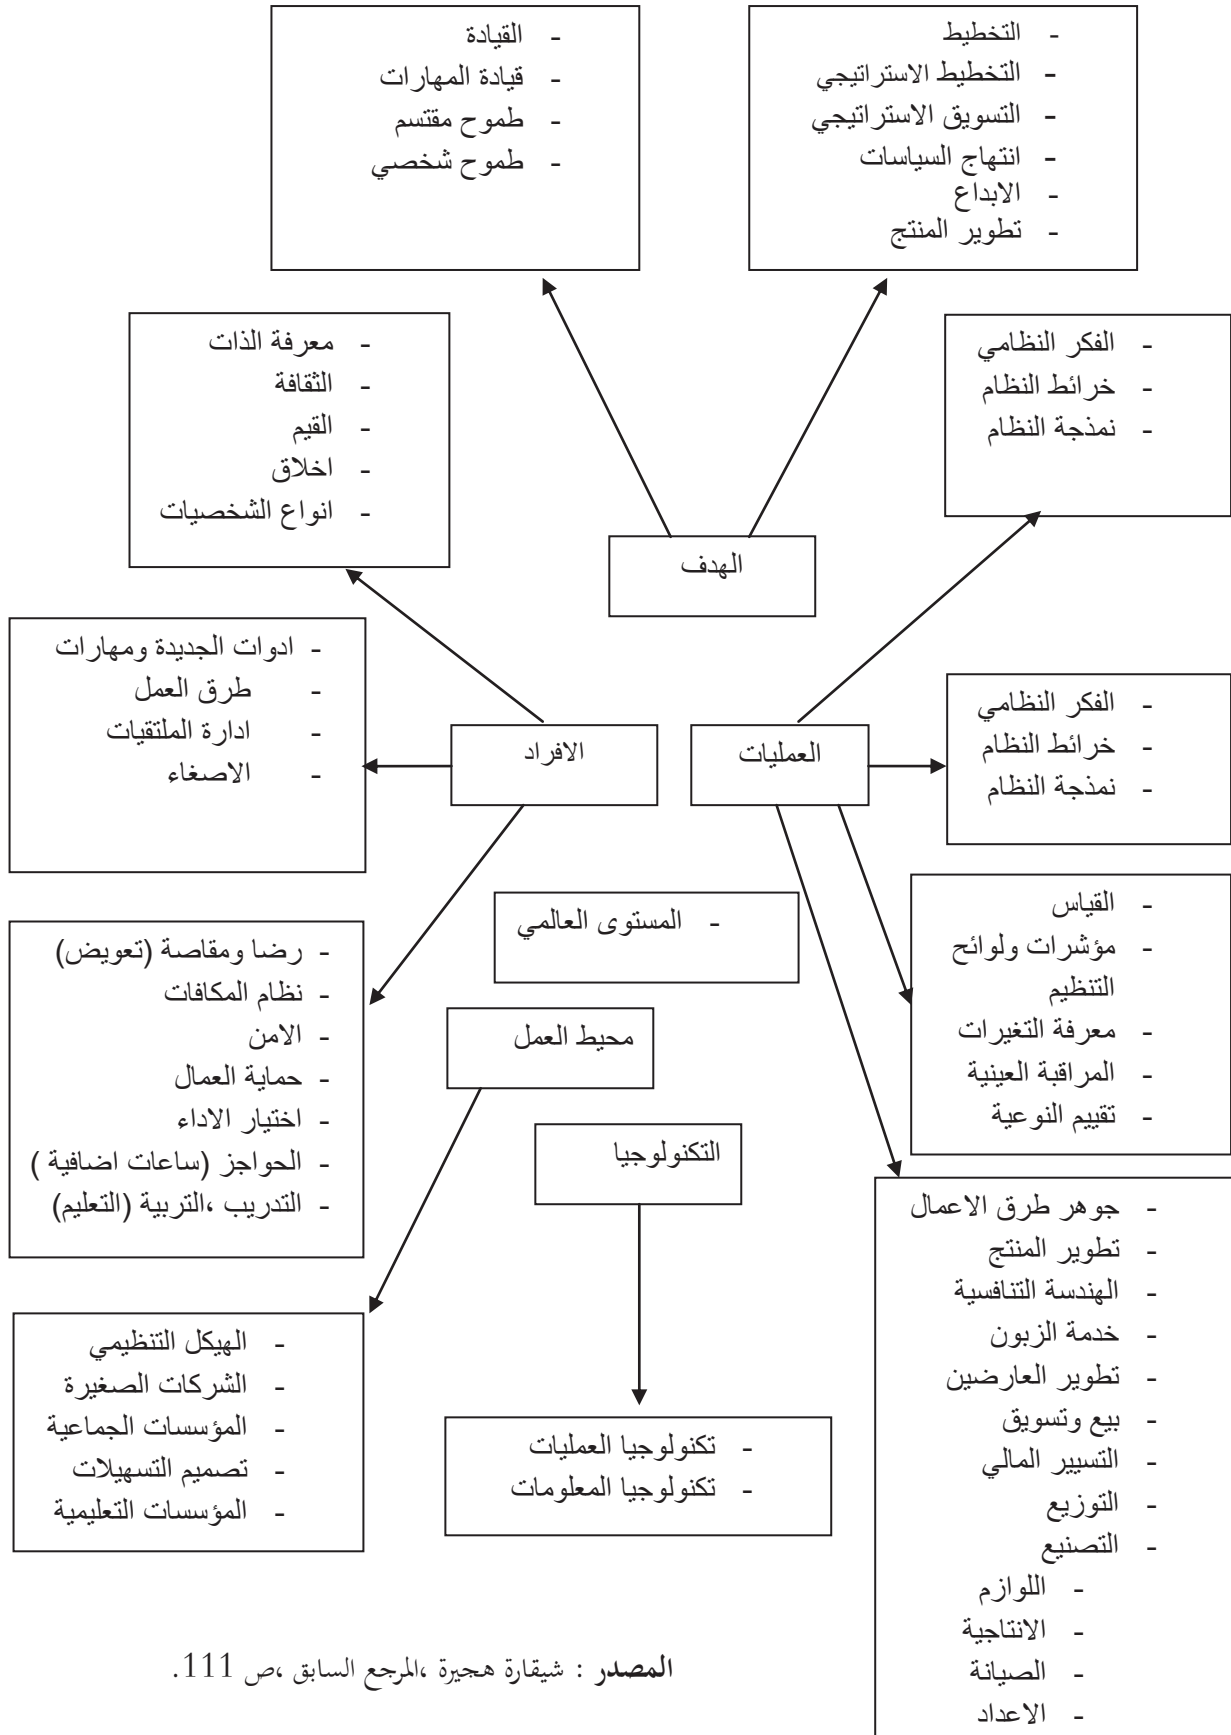 - القيادة
- قيادة المهارات
- طموح مقتسم
- طموح شخصي
- التخطيط
- التخطيط الاستراتيجي
- التسويق الاستراتيجي
- انتهاج السياسات
- الابداع
- تطوير المنتج
- معرفة الذات
- الثقافة
- القيم
- اخلاق
- انواع الشخصيات
- الفكر النظامي
- خرائط النظام
- نمذجة النظام
الهدف
- ادوات الجديدة ومهارات
- طرق العمل
- ادارة الملتقيات
- الاصغاء
الافراد
العمليات
- الفكر النظامي
- خرائط النظام
- نمذجة النظام
- المستوى العالمي
- القياس
- مؤشرات ولوائح
التنظيم
- معرفة التغيرات
- المراقبة العينية
- تقييم النوعية
- رضا ومقاصة (تعويض)
- نظام المكافات
- الامن
- حماية العمال
- اختيار الاداء
- الحواجز (ساعات اضافية )
- التدريب ،التربية (التعليم)
محيط العمل
التكنولوجيا
- جوهر طرق الاعمال
- تطوير المنتج
- الهندسة التنافسية
- خدمة الزبون
- تطوير العارضين
- بيع وتسويق
- التسيير المالي
- التوزيع
- التصنيع
- اللوازم
- الانتاجية
- الصيانة
- الاعداد
- الهيكل التنظيمي
- الشركات الصغيرة
- المؤسسات الجماعية
- تصميم التسهيلات
- المؤسسات التعليمية
- تكنولوجيا العمليات
- تكنولوجيا المعلومات
المصدر : شيقارة هجيرة ،المرجع السابق ،ص 111.